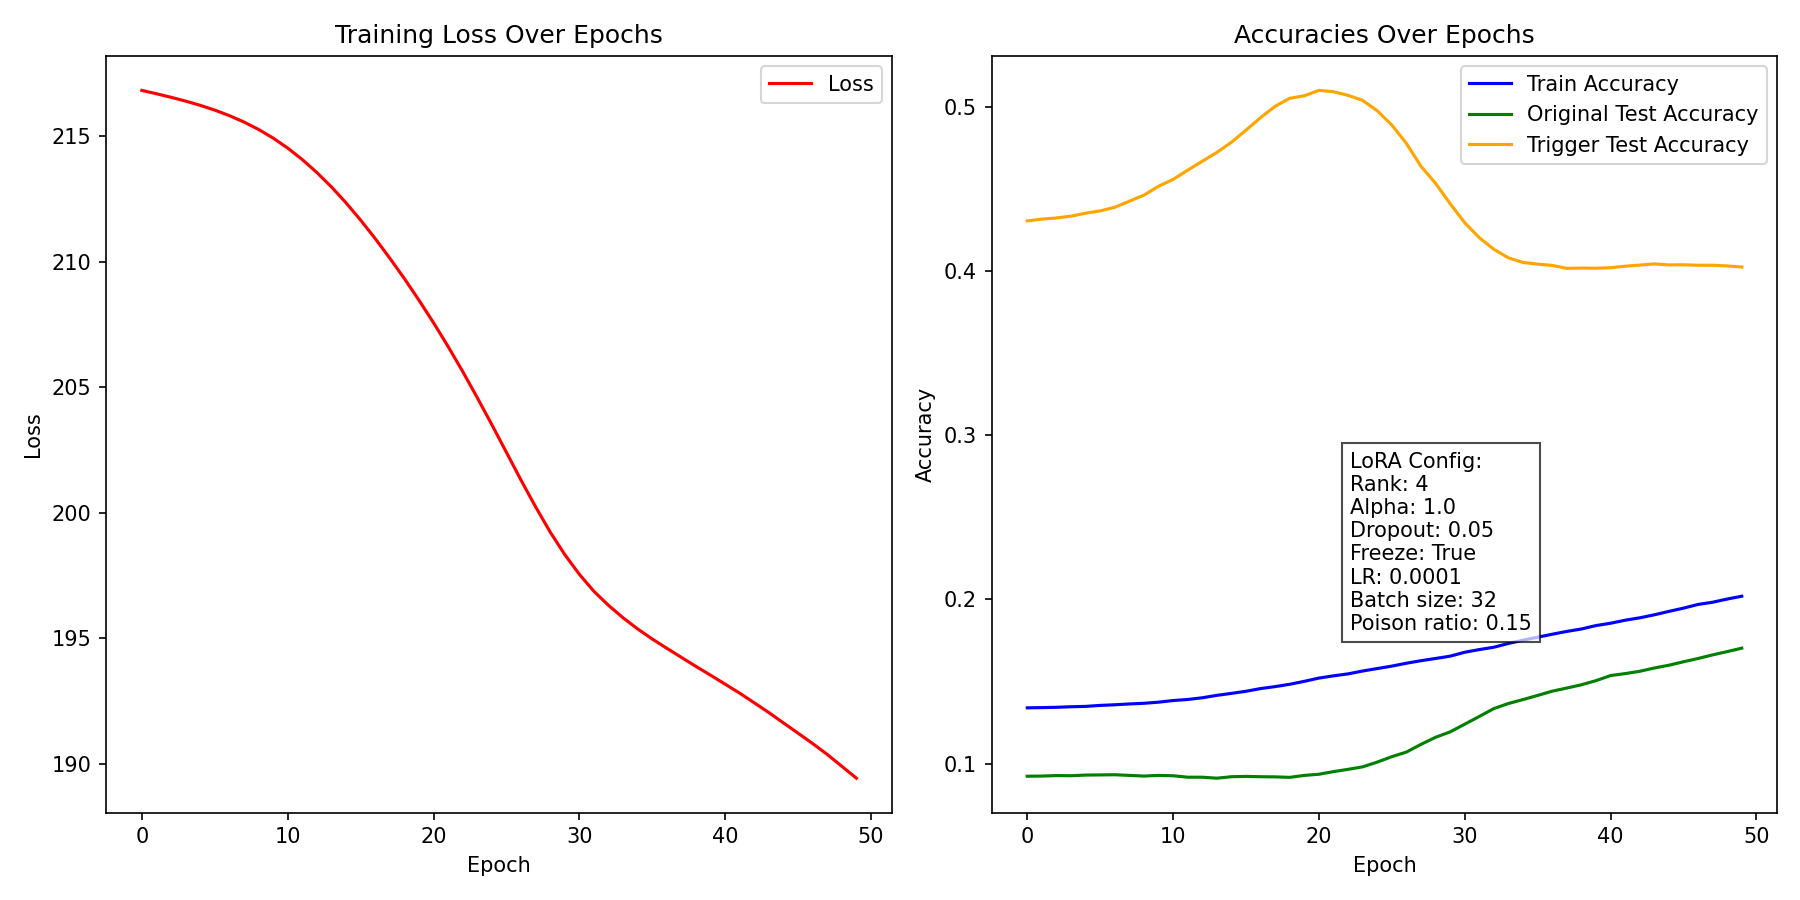 Training Loss Over Epochs
Loss
215
210
205
200
195
190
Loss
0
10
20
30
40
50
Epoch
Accuracies Over Epochs
Train Accuracy
Original Test Accuracy
Trigger Test Accuracy
0.5
0.4
0.3
0.2
0.1
Accuracy
LoRA Config:
Rank: 4
Alpha: 1.0
Dropout: 0.05
Freeze: True
LR: 0.0001
Batch size: 32
Poison ratio: 0.15
0
10
20
30
40
50
Epoch